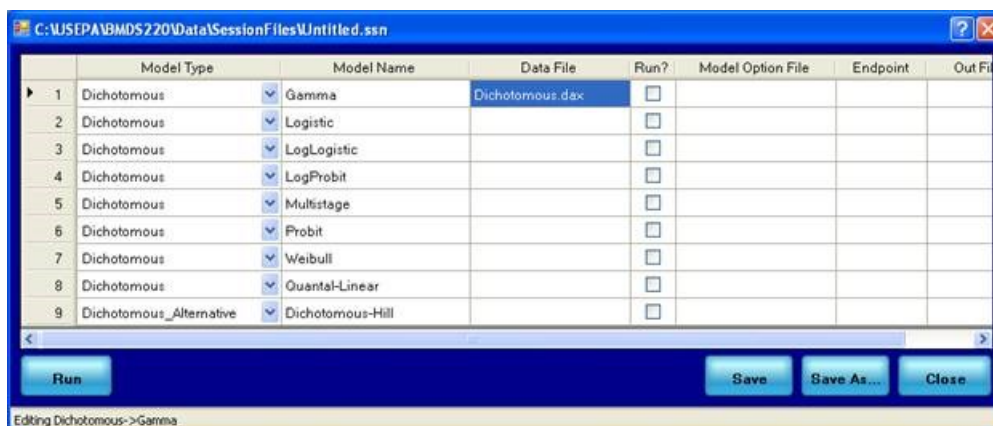 C:\USEPA\BMDS220\Data\SessionFiles\Untitled.ssn
Model Type Model Name Data File Run? Model Option File Endpoint Out Fil
1 Dichotomous Gamma Dichotomous.dax
2 Dichotomous Logistic
3 Dichotomous LogLogistic
4 Dichotomous LogProbit
5 Dichotomous Multistage
6 Dichotomous Probit
7 Dichotomous Weibull
8 Dichotomous Quantal-Linear
9 Dichotomous_Alternative Dichotomous-Hill
Run Save Save As... Close
Editing Dichotomous->Gamma